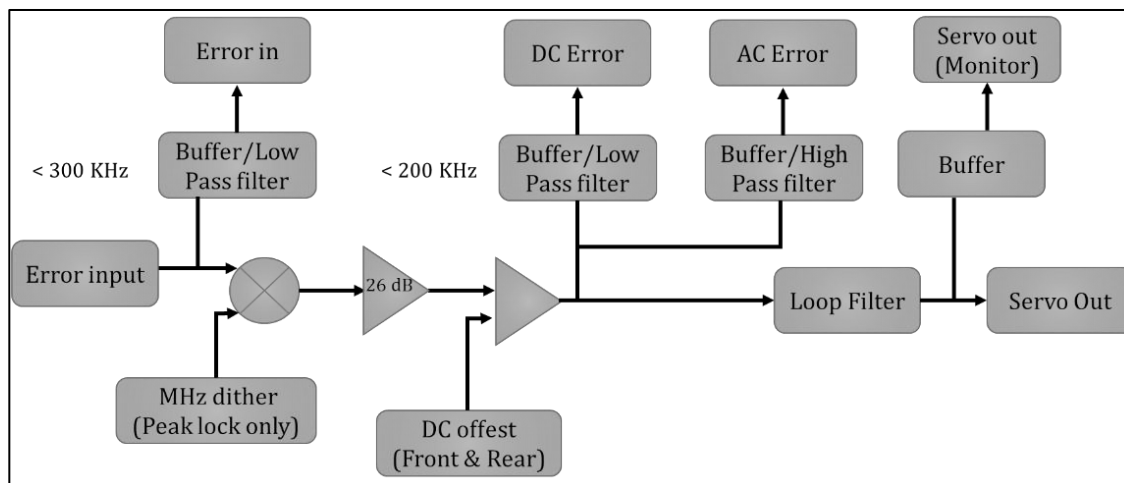 Error in
DC Error
AC Error
Servo out
(Monitor)
< 300 KHz
Buffer/Low
Pass filter
< 200 KHz
Buffer/Low
Pass filter
Buffer/High
Pass filter
Buffer
Error input
26 dB
Loop Filter
Servo Out
MHz dither
(Peak lock only)
DC offest
(Front & Rear)